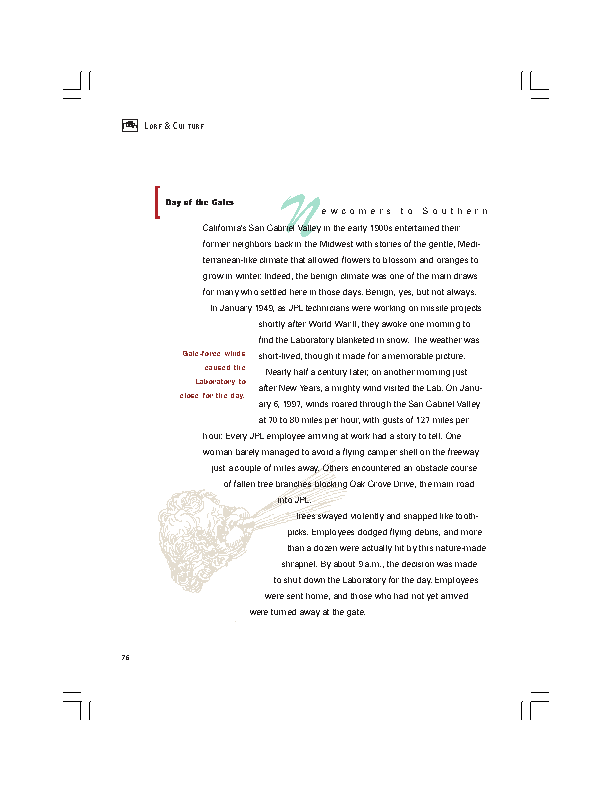 LORE & CULTURE
Day of the Gales
Newcomers to Southern
California's San Gabriel Valley in the early 1900s entertained their
former neighbors back in the Midwest with stories of the gentle, Medi-
terranean-like climate that allowed flowers to blossom and oranges to
grow in winter. Indeed, the benign climate was one of the main draws
for many who settled here in those days. Benign, yes, but not always.
In January 1949, as JPL technicians were working on missile projects
shortly after World War II, they awoke one morning to
find the Laboratory blanketed in snow. The weather was
short-lived, though it made for a memorable picture.
Gale-force winds
caused the
Laboratory to
close for the day.
Nearly half a century later, on another morning just
after New Years, a mighty wind visited the Lab. On Janu-
ary 6, 1997, winds roared through the San Gabriel Valley
at 70 to 80 miles per hour, with gusts of 127 miles per
hour. Every JPL employee arriving at work had a story to tell. One
woman barely managed to avoid a flying camper shell on the freeway
just a couple of miles away. Others encountered an obstacle course
of fallen tree branches blocking Oak Grove Drive, the main road
into JPL.
Trees swayed violently and snapped like tooth-
picks. Employees dodged flying debris, and more
than a dozen were actually hit by this nature-made
shrapnel. By about 9 a.m., the decision was made
to shut down the Laboratory for the day. Employees
were sent home, and those who had not yet arrived
were turned away at the gate.
76